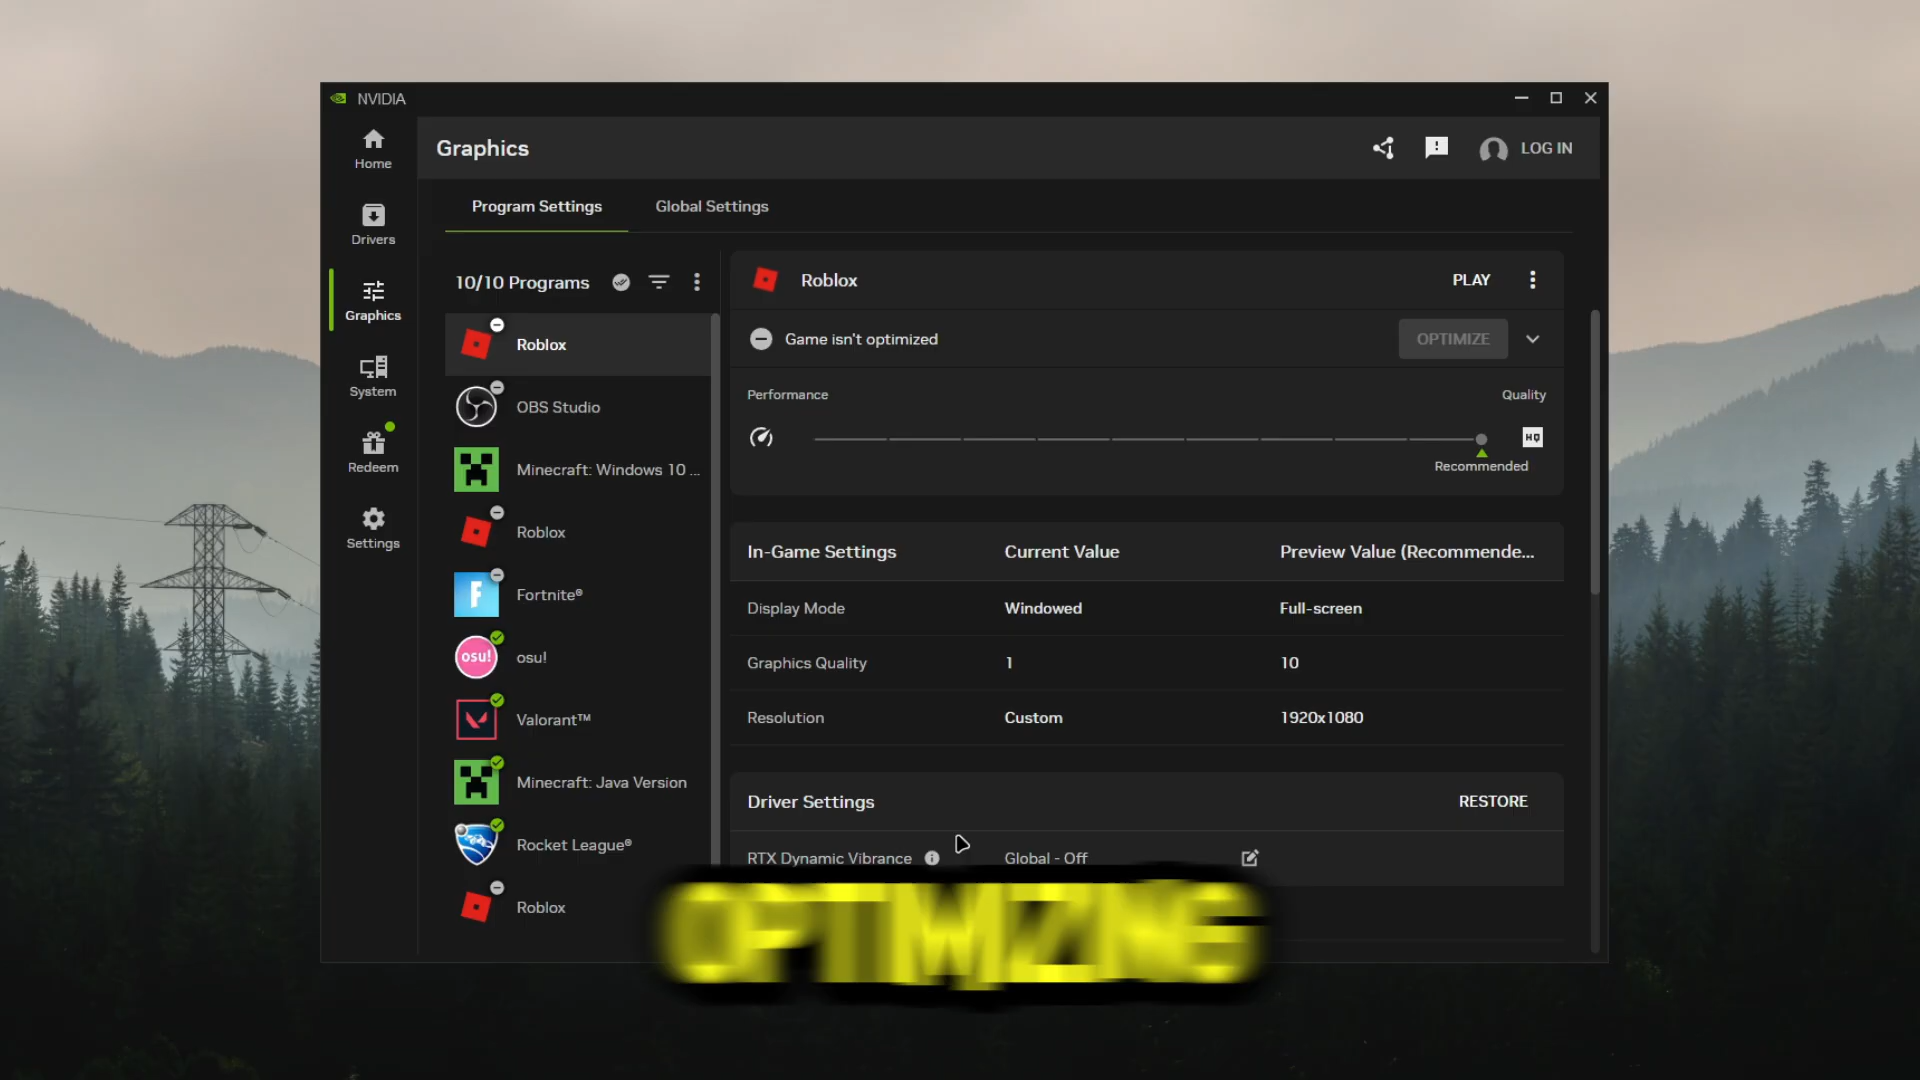 NVIDIA
Home
Drivers
Graphics
System
Redeem
Settings
Graphics
LOG IN
Program Settings
Global Settings
10/10 Programs
Roblox
OBS Studio
Minecraft: Windows 10 ...
Roblox
Fortnite®
osu!
osu!
Valorant™
Minecraft: Java Version
Rocket League®
Roblox
Roblox
PLAY
Game isn't optimized
OPTIMIZE
Performance
Quality
HQ
Recommended
In-Game Settings
Current Value
Preview Value (Recommende...
Display Mode
Windowed
Full-screen
Graphics Quality
1
10
Resolution
Custom
1920x1080
Driver Settings
RESTORE
RTX Dynamic Vibrance
Global - Off
OPTIMIZING